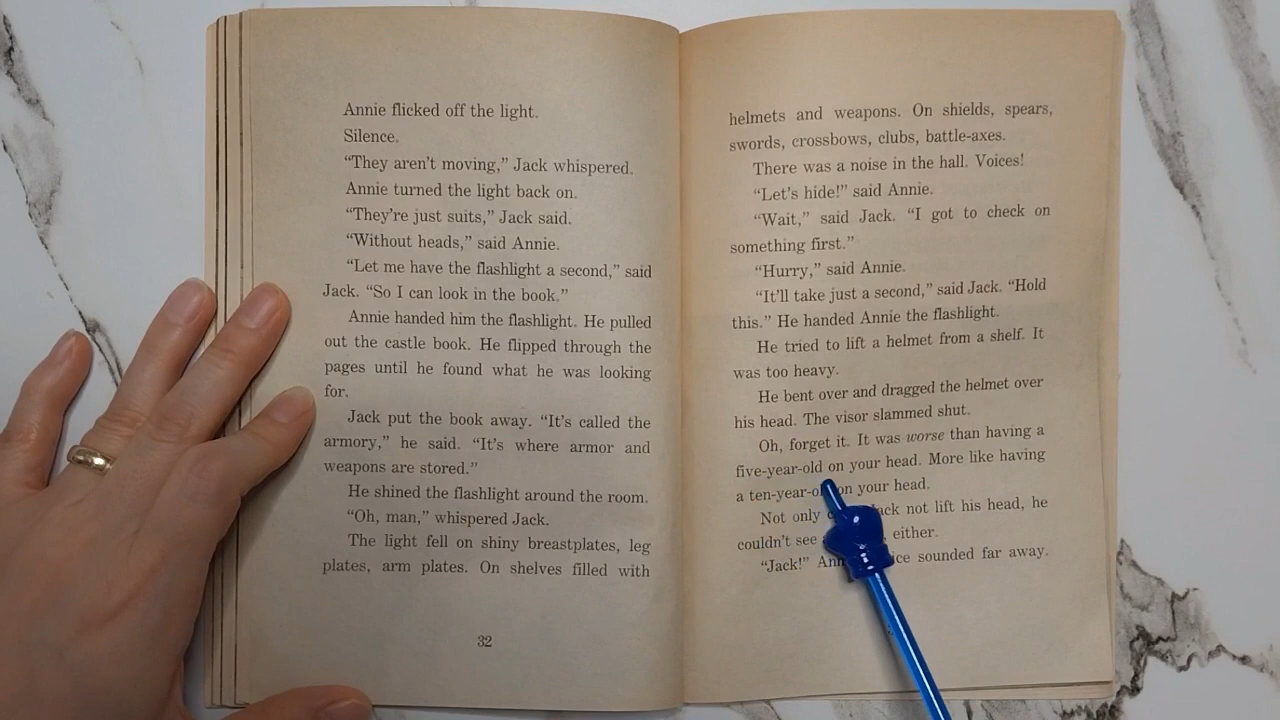 Annie flicked off the light.
Silence.
“They aren't moving,” Jack whispered.
Annie turned the light back on.
“They're just suits,” Jack said.
“Without heads,” said Annie.
“Let me have the flashlight a second,” said
Jack. “So I can look in the book.”
Annie handed him the flashlight. He pulled
out the castle book. He flipped through the
pages until he found what he was looking
for.
Jack put the book away. “It's called the
armory,” he said. “It's where armor and
weapons are stored.”
He shined the flashlight around the room.
“Oh, man,” whispered Jack.
The light fell on shiny breastplates, leg
plates, arm plates. On shelves filled with
32
helmets and weapons. On shields, spears,
swords, crossbows, clubs, battle-axes.
There was a noise in the hall. Voices!
“Let's hide!” said Annie.
“Wait,” said Jack. “I got to check on
something first.”
“Hurry,” said Annie.
“It'll take just a second,” said Jack. “Hold
this.” He handed Annie the flashlight.
He tried to lift a helmet from a shelf. It
was too heavy.
He bent over and dragged the helmet over
his head. The visor slammed shut.
Oh, forget it. It was worse than having a
five-year-old on your head. More like having
a ten-year-old on your head.
Not only Jack not lift his head, he
couldn't see either.
“Jack!” sounded far away.